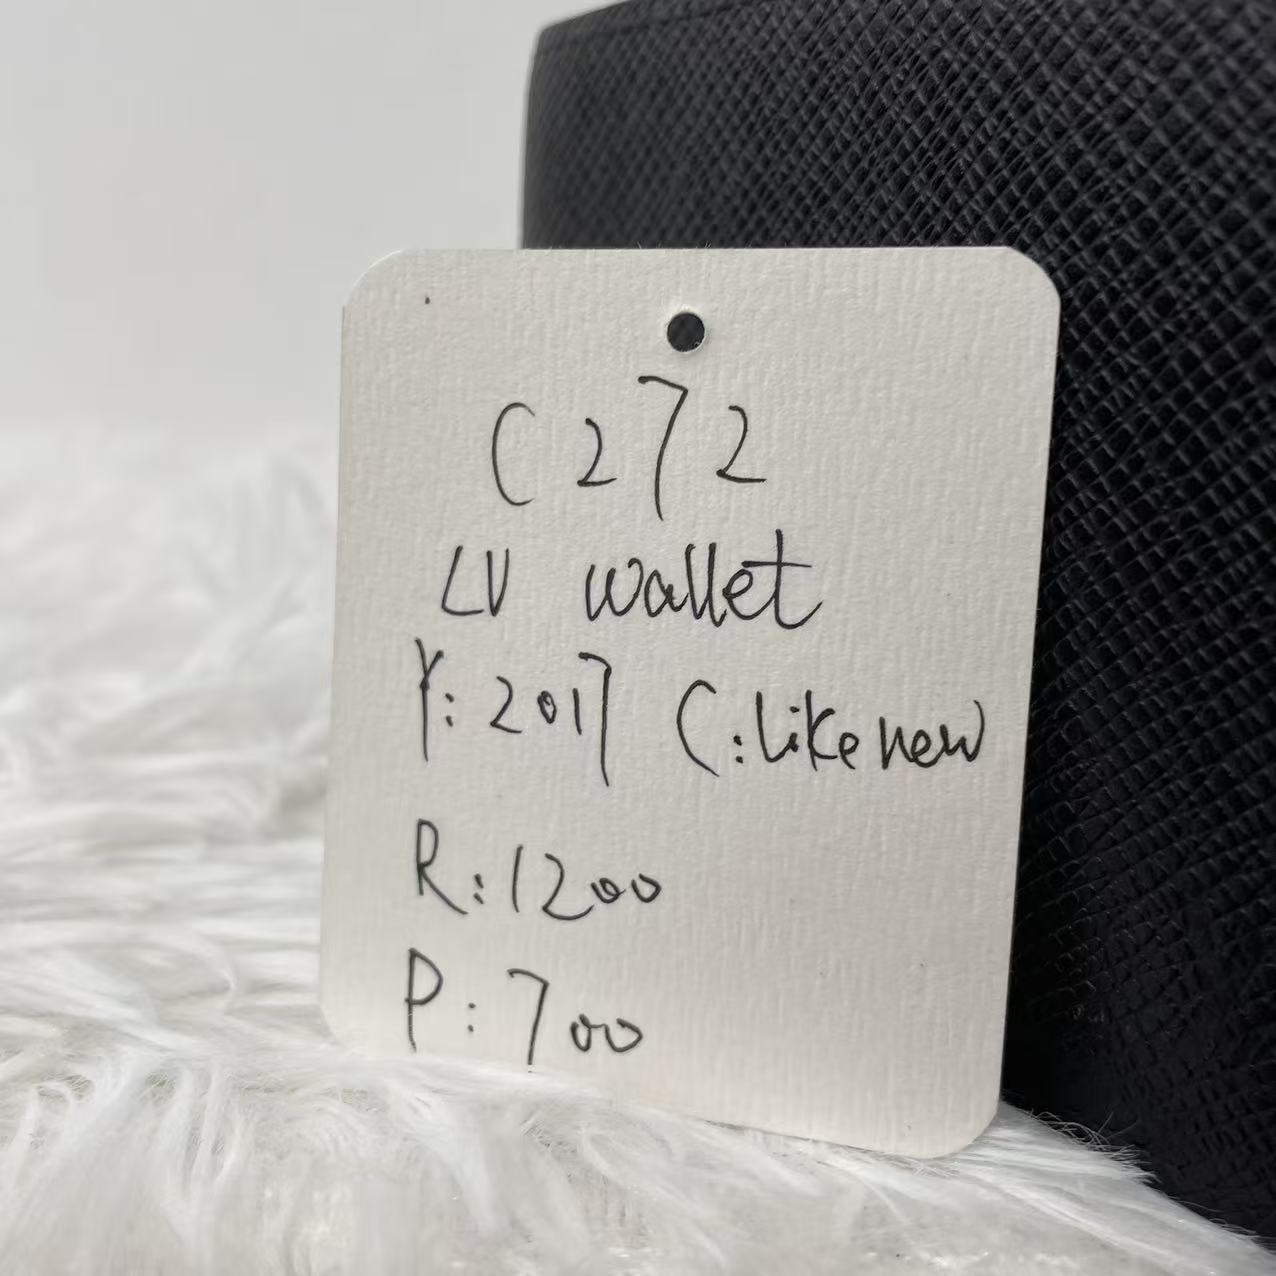 C272
LV wallet
Y: 2017 C: like new
R: 1200
P: 700